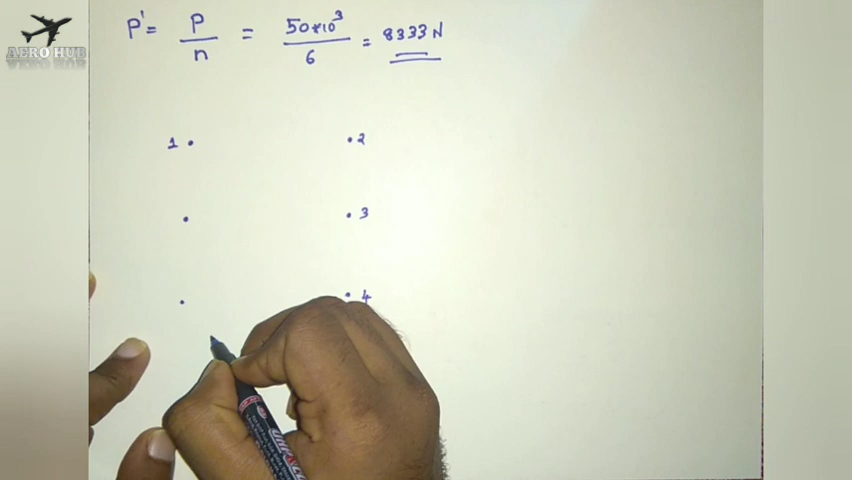 AERO HUB
P' = P/n = 50*10³/6 = 8333 N
1 • • 2
• • 3
• • 4